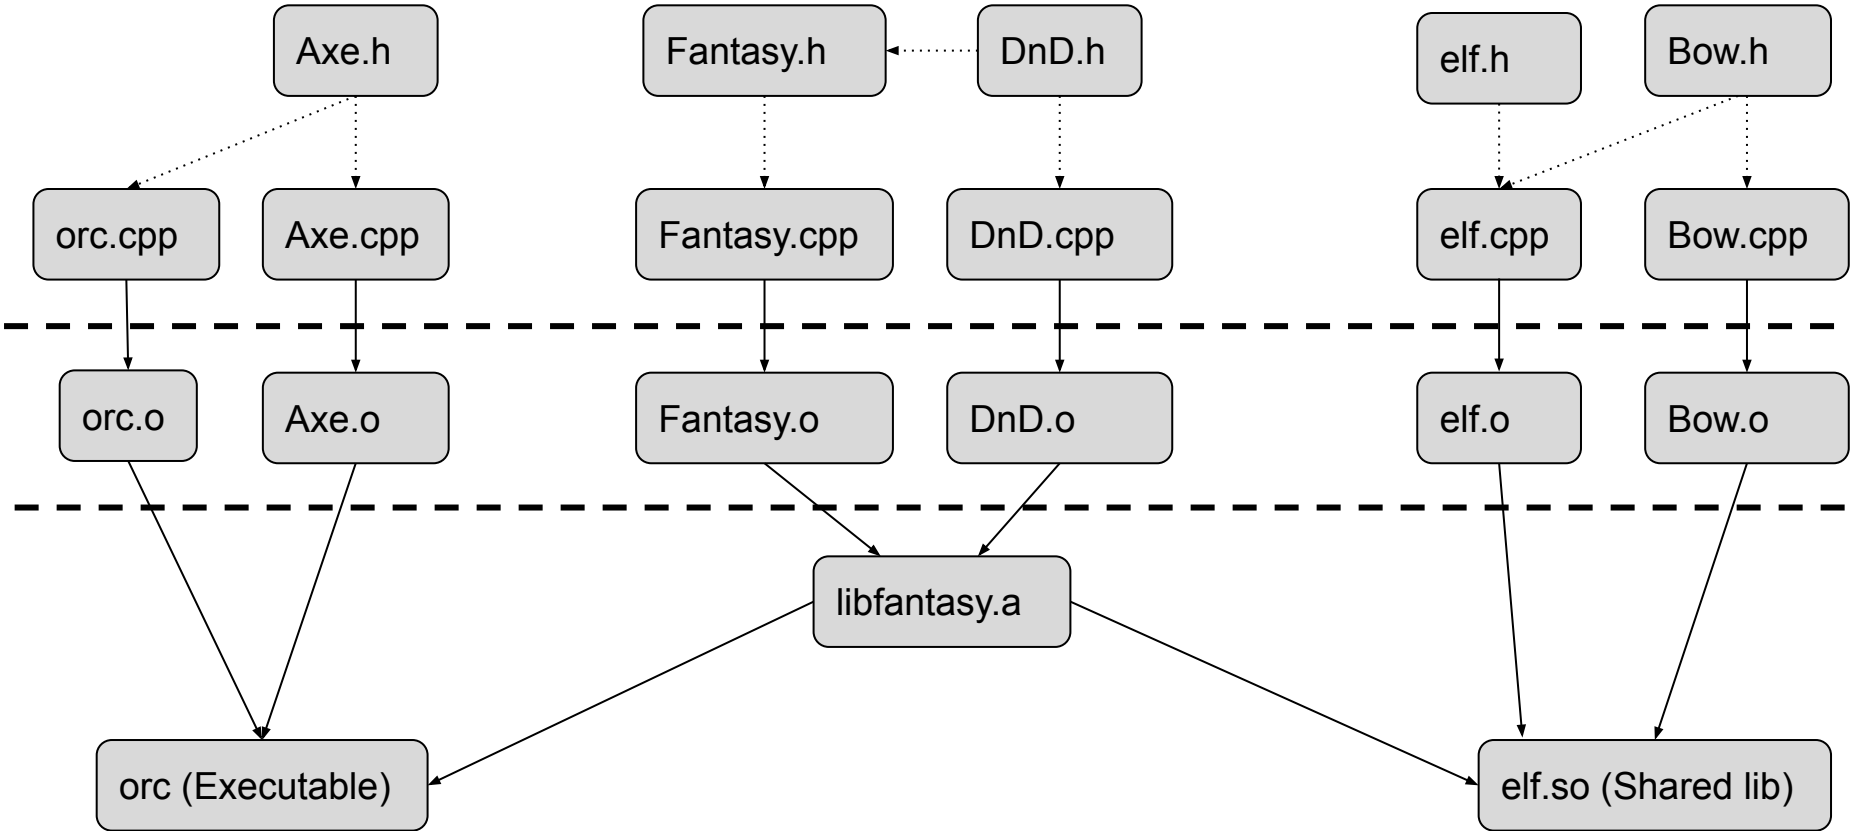 Axe.h
Fantasy.h
DnD.h
elf.h
Bow.h
orc.cpp
Axe.cpp
Fantasy.cpp
DnD.cpp
elf.cpp
Bow.cpp
orc.o
Axe.o
Fantasy.o
DnD.o
elf.o
Bow.o
libfantasy.a
orc (Executable)
elf.so (Shared lib)